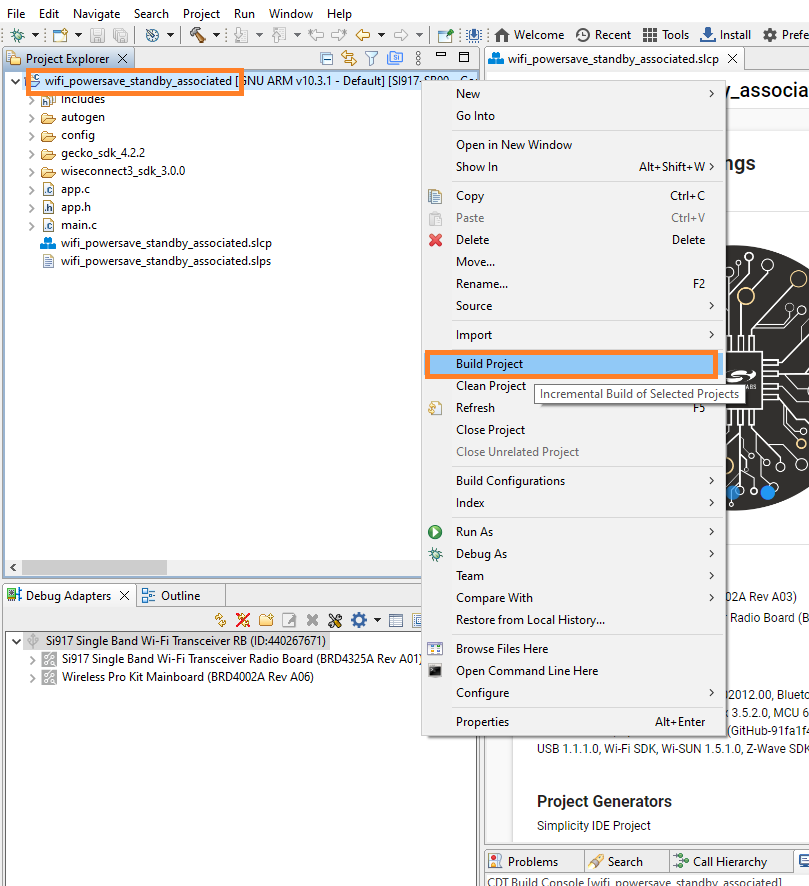 File Edit Navigate Search Project Run Window Help
Welcome Recent Tools Install Prefe
Project Explorer
wifi_powersave_standby_associated.slcp
wifi_powersave_standby_associated [GNU ARM v10.3.1 - Default] [SI917-
Includes
autogen
config
gecko_sdk_4.2.2
wiseconnect3_sdk_3.0.0
app.c
app.h
main.c
wifi_powersave_standby_associated.slcp
wifi_powersave_standby_associated.slps
New
Go Into
Open in New Window
Show In Alt+Shift+W
Copy Ctrl+C
Paste Ctrl+V
Delete Delete
Move...
Rename... F2
Source
Import
Build Project
Clean Project
Incremental Build of Selected Projects
Refresh F5
Close Project
Close Unrelated Project
Build Configurations
Index
Run As
Debug As
Team
Compare With
Restore from Local History...
Browse Files Here
Open Command Line Here
Configure
Properties Alt+Enter
y_associa
ngs
ABS
02A Rev A03)
Radio Board (B
2012.00, Bluetoo
x 3.5.2.0, MCU 6
(GitHub-91fa1f4
USB 1.1.1.0, Wi-Fi SDK, Wi-SUN 1.5.1.0, Z-Wave SDK
Project Generators
Simplicity IDE Project
Debug Adapters Outline
Si917 Single Band Wi-Fi Transceiver RB (ID:440267671)
Si917 Single Band Wi-Fi Transceiver Radio Board (BRD4325A Rev A01)
Wireless Pro Kit Mainboard (BRD4002A Rev A06)
Problems Search Call Hierarchy
CDT Build Console [wifi_powersave_standby_associated]